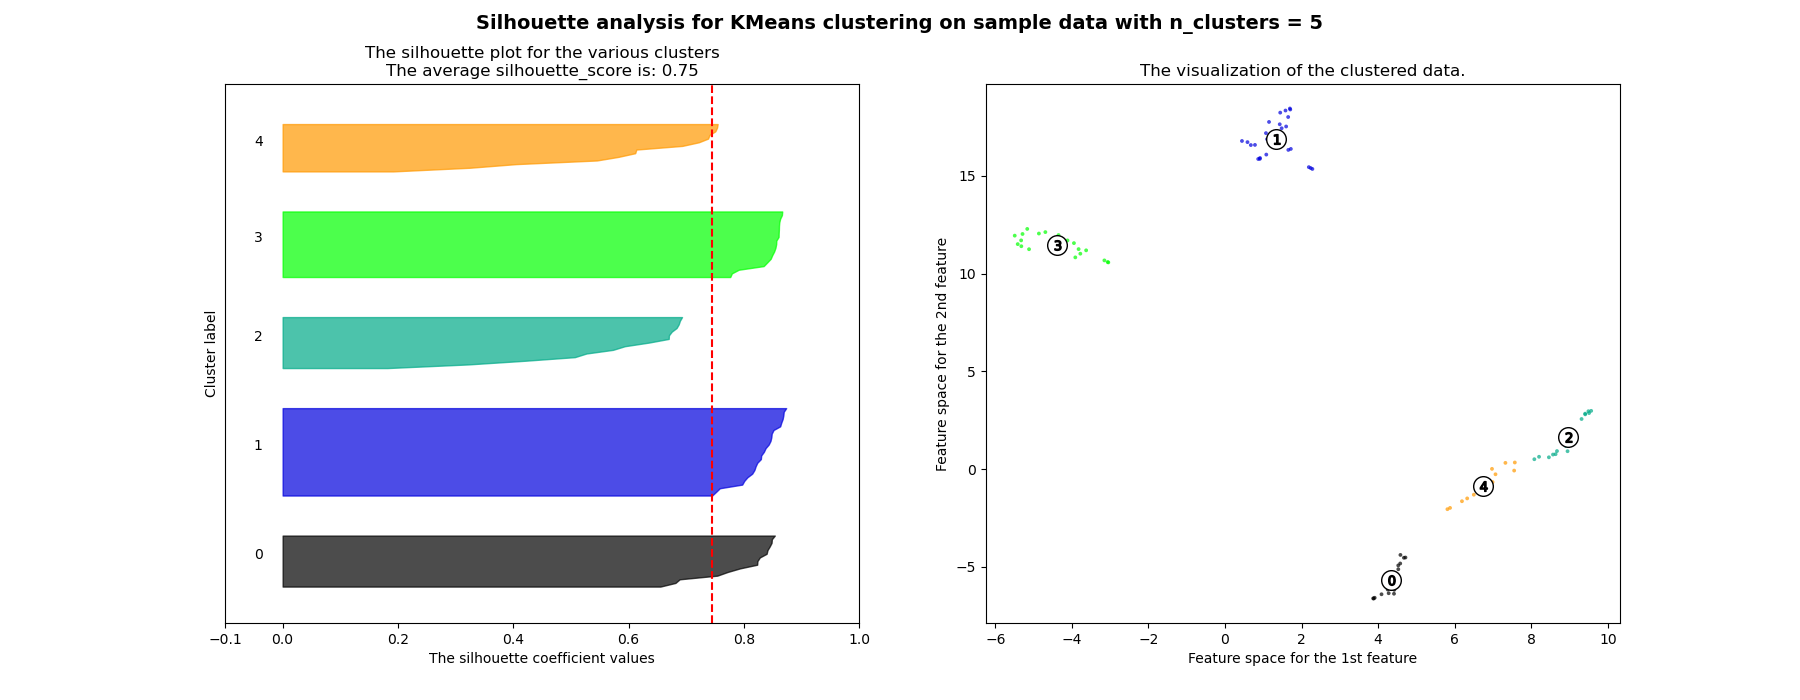 Silhouette analysis for KMeans clustering on sample data with n_clusters = 5
The silhouette plot for the various clusters
The average silhouette_score is: 0.75
4
3
2
1
0
Cluster label
−0.1 0.0 0.2 0.4 0.6 0.8 1.0
The silhouette coefficient values
The visualization of the clustered data.
1
3
2
4
0
15
10
5
0
−5
Feature space for the 2nd feature
−6 −4 −2 0 2 4 6 8 10
Feature space for the 1st feature